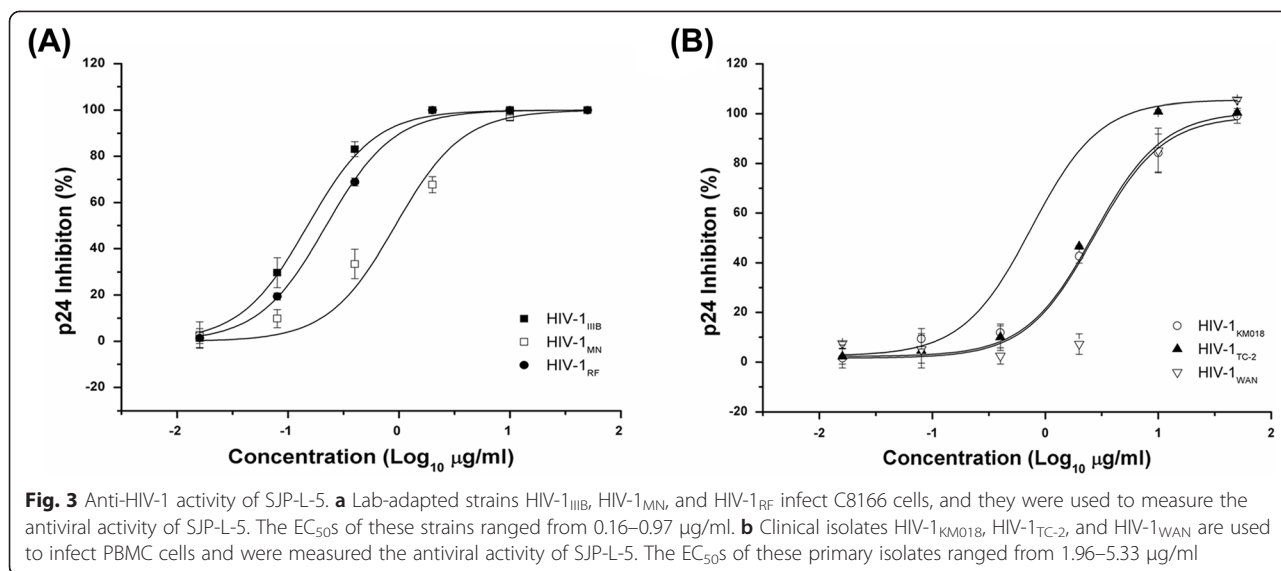 (A)
120
100
80
60
40
20
0
-20
p24 Inhibiton (%)
-2
-1
0
1
2
Concentration (Log₁₀ µg/ml)
HIV-1IIIB
HIV-1MN
HIV-1RF
(B)
120
100
80
60
40
20
0
-20
p24 Inhibiton (%)
-2
-1
0
1
2
Concentration (Log₁₀ µg/ml)
HIV-1KM018
HIV-1TC-2
HIV-1WAN
Fig. 3 Anti-HIV-1 activity of SJP-L-5. a Lab-adapted strains HIV-1IIIB, HIV-1MN, and HIV-1RF infect C8166 cells, and they were used to measure the
antiviral activity of SJP-L-5. The EC₅₀s of these strains ranged from 0.16–0.97 µg/ml. b Clinical isolates HIV-1KM018, HIV-1TC-2, and HIV-1WAN are used
to infect PBMC cells and were measured the antiviral activity of SJP-L-5. The EC₅₀s of these primary isolates ranged from 1.96–5.33 µg/ml